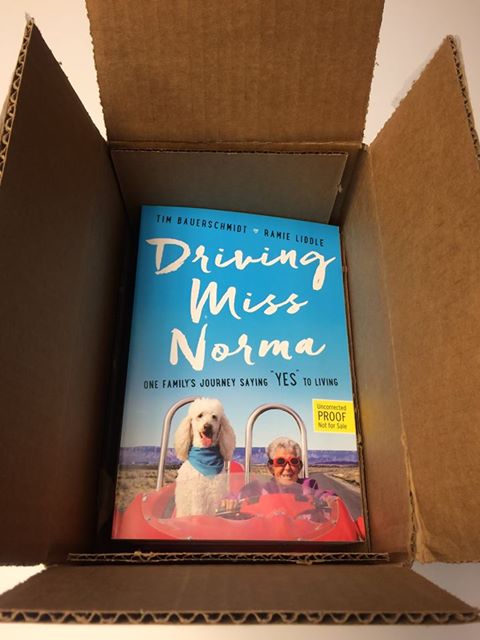 TIM BAUERSCHMIDT ♥ RAMIE LIDDLE
Driving
Miss
Norma
ONE FAMILY'S JOURNEY SAYING "YES" TO LIVING
Uncorrected
PROOF
Not for Sale